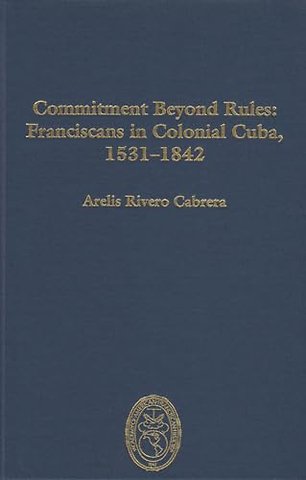 Commitment Beyond Rules:
Franciscans in Colonial Cuba,
1531–1842
Arelis Rivero Cabrera